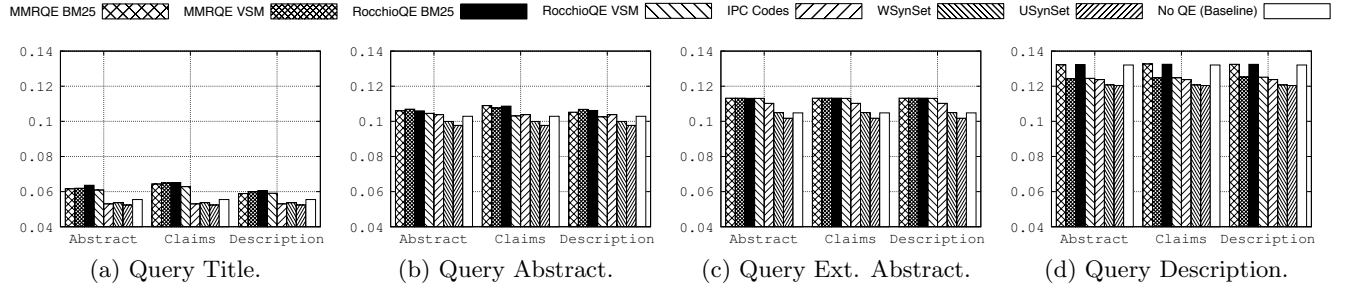 MMRQE BM25 MMRQE VSM RocchioQE BM25 RocchioQE VSM IPC Codes WSynSet USynSet No QE (Baseline)
0.14 0.14 0.14 0.14
0.12 0.12 0.12 0.12
0.1 0.1 0.1 0.1
0.08 0.08 0.08 0.08
0.06 0.06 0.06 0.06
0.04 0.04 0.04 0.04
Abstract Claims Description Abstract Claims Description Abstract Claims Description Abstract Claims Description
(a) Query Title. (b) Query Abstract. (c) Query Ext. Abstract. (d) Query Description.